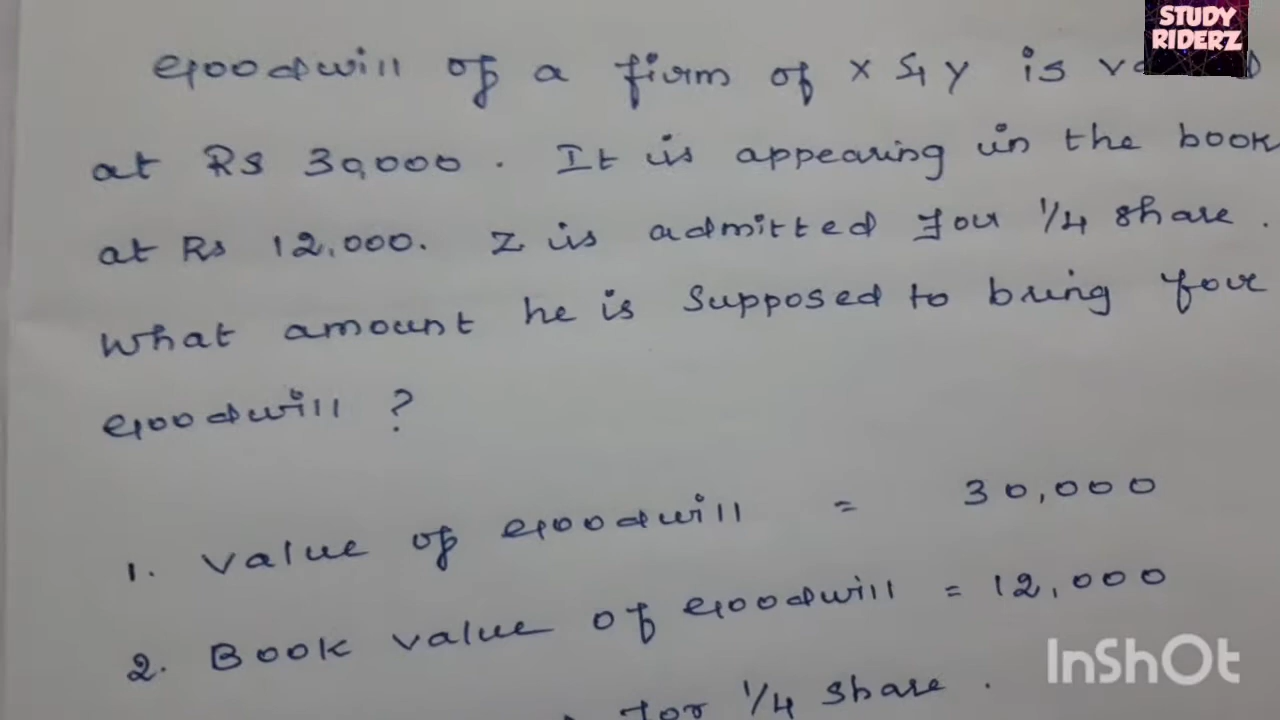 STUDY
RIDERZ
Goodwill of a firm of X & Y is
at Rs 30,000. It is appearing in the book
at Rs 12,000. Z is admitted for 1/4 share.
What amount he is supposed to bring for
Goodwill ?
1. Value of Goodwill = 30,000
2. Book value of Goodwill = 12,000
for 1/4 share.
InShOt